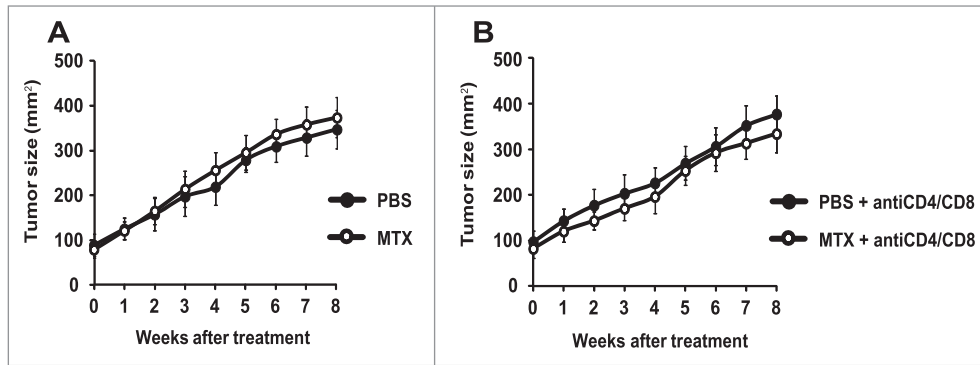 A
Tumor size (mm²)
500
400
300
200
100
0
0 1 2 3 4 5 6 7 8
Weeks after treatment
PBS
MTX
B
Tumor size (mm²)
500
400
300
200
100
0
0 1 2 3 4 5 6 7 8
Weeks after treatment
PBS + antiCD4/CD8
MTX + antiCD4/CD8